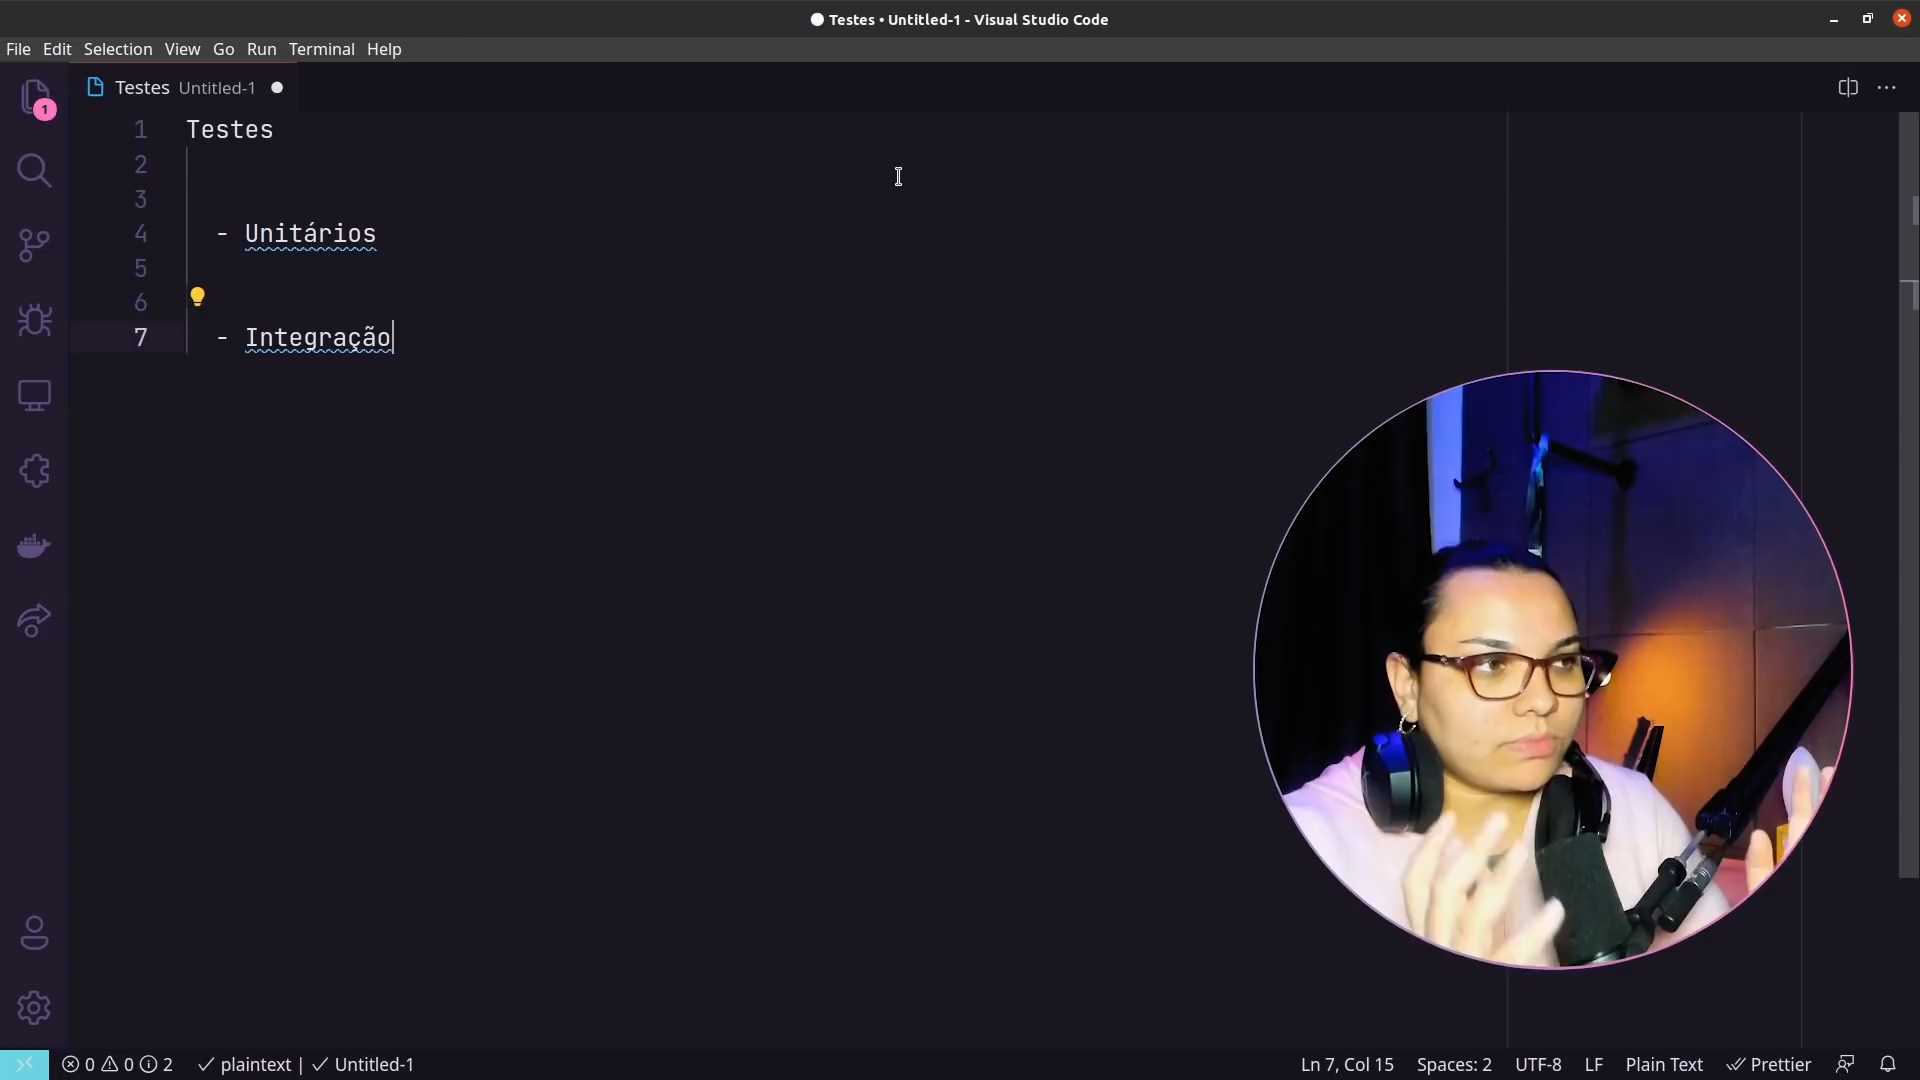 Testes • Untitled-1 - Visual Studio Code
File Edit Selection View Go Run Terminal Help
1
Testes Untitled-1
1 Testes
2
3
4 - Unitários
5
6
7 - Integração
0 0 2 plaintext | Untitled-1 Ln 7, Col 15 Spaces: 2 UTF-8 LF Plain Text Prettier